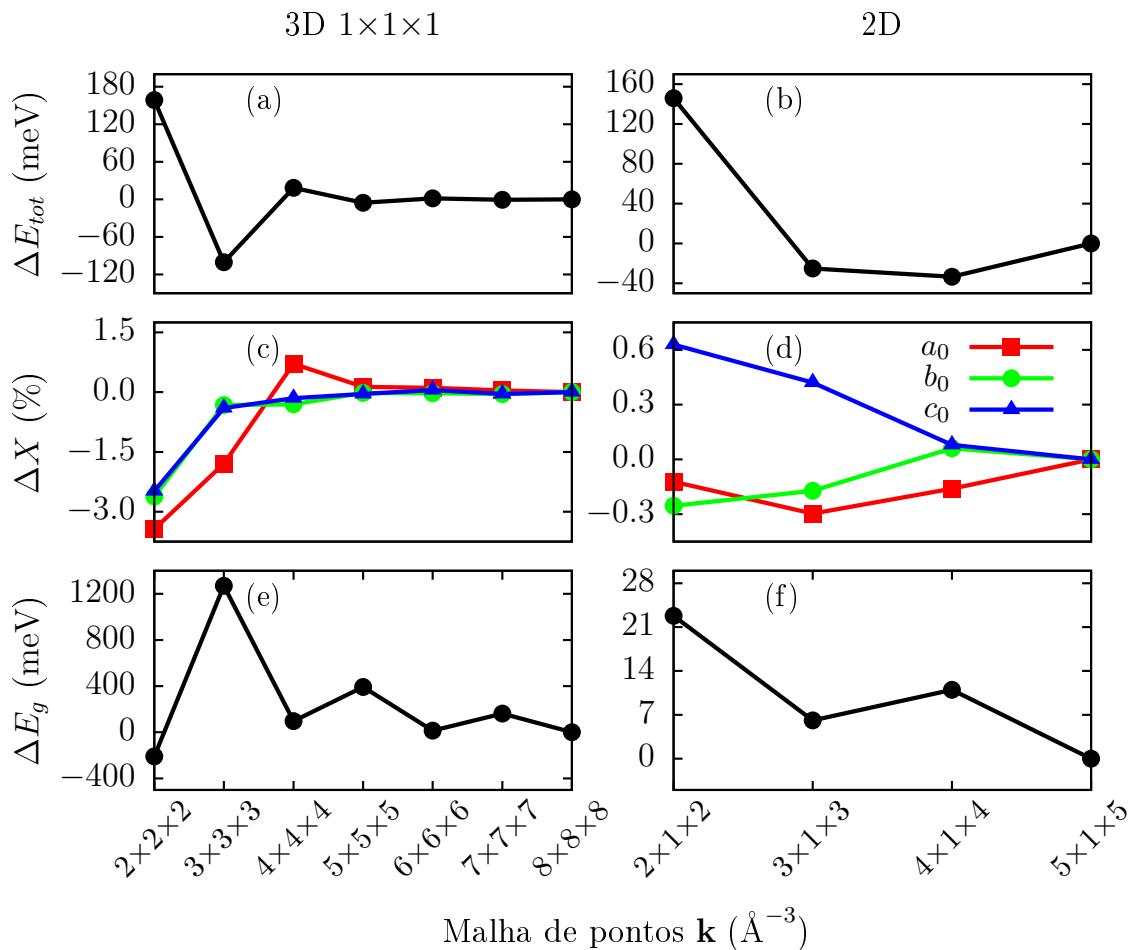 3D 1×1×1
2D
ΔE_tot (meV)
180
120
60
0
−60
−120
(a)
160
120
80
40
0
−40
(b)
ΔX (%)
1.5
0.0
−1.5
−3.0
(c)
0.6
0.3
0.0
−0.3
(d)
a₀
b₀
c₀
ΔE_g (meV)
1200
800
400
0
−400
(e)
28
21
14
7
0
(f)
2×2×2
3×3×3
4×4×4
5×5×5
6×6×6
7×7×7
8×8×8
2×1×2
3×1×3
4×1×4
5×1×5
Malha de pontos k (Å⁻³)